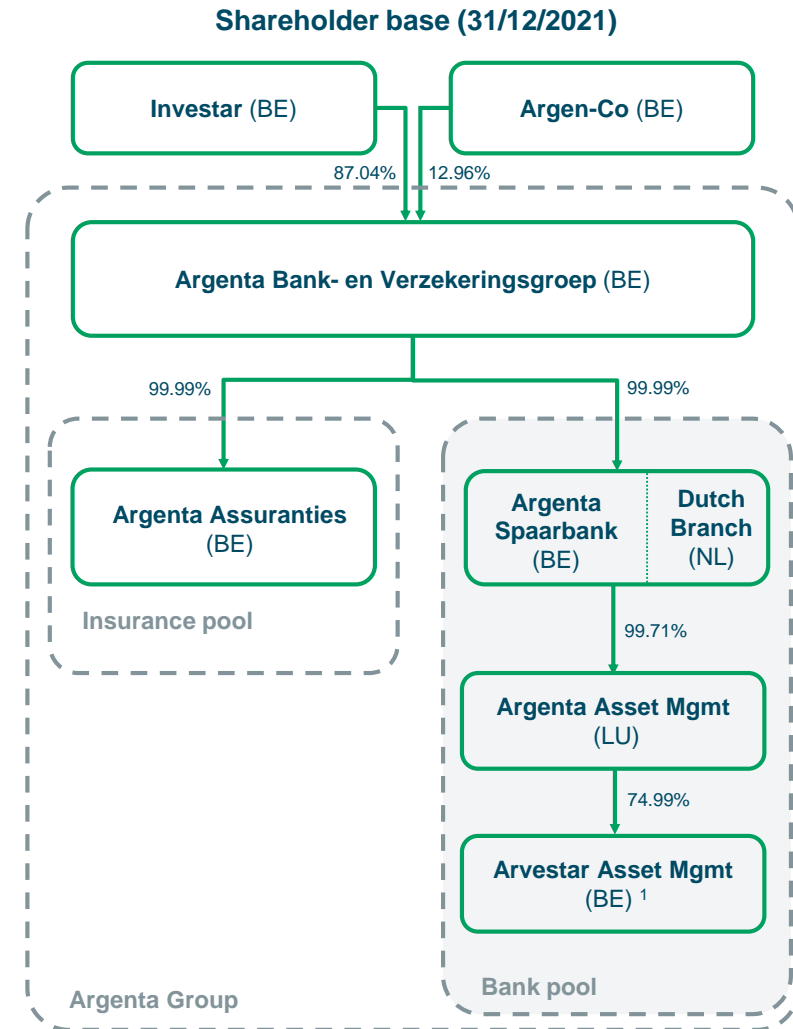 Shareholder base (31/12/2021)
Investar (BE)
Argen-Co (BE)
87.04%
12.96%
Argenta Bank- en Verzekeringsgroep (BE)
99.99%
99.99%
Argenta Assuranties
(BE)
Insurance pool
Argenta
Spaarbank
(BE)
Dutch
Branch
(NL)
99.71%
Argenta Asset Mgmt
(LU)
74.99%
Arvestar Asset Mgmt
(BE) 1
Bank pool
Argenta Group